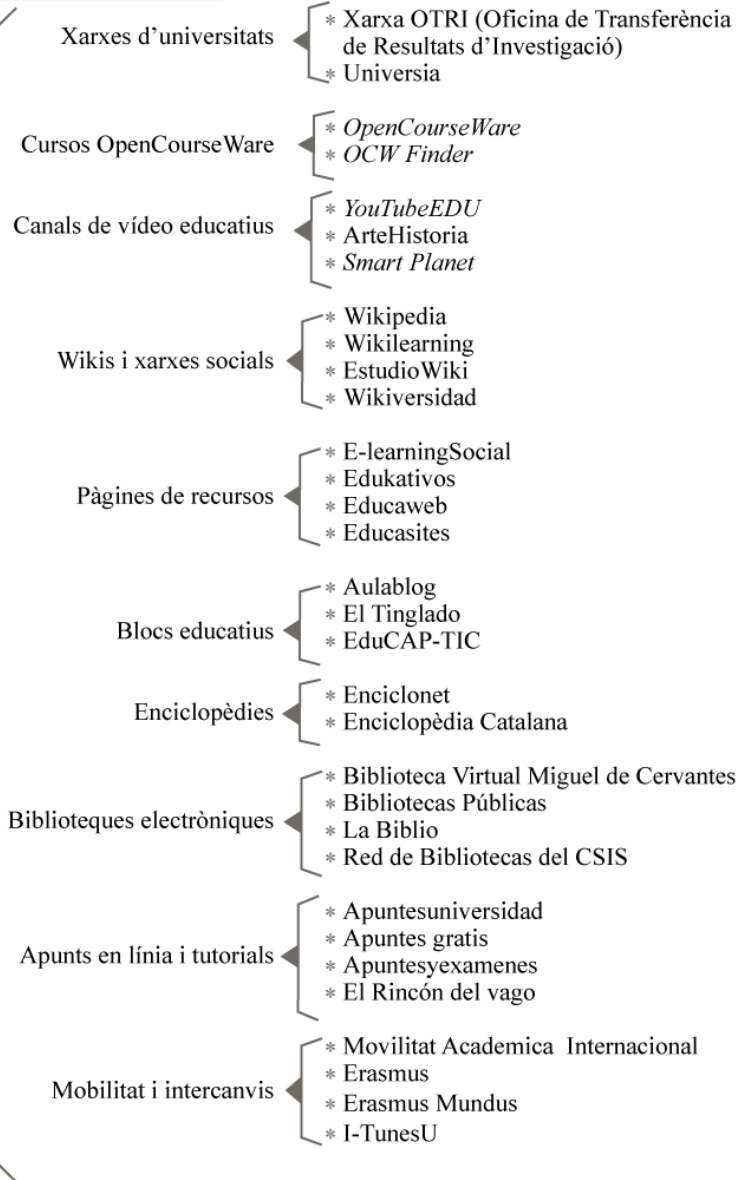 Xarxes d’universitats
* Xarxa OTRI (Oficina de Transferència
de Resultats d’Investigació)
* Universia
Cursos OpenCourseWare
* OpenCourseWare
* OCW Finder
Canals de vídeo educatius
* YouTubeEDU
* ArteHistoria
* Smart Planet
Wikis i xarxes socials
* Wikipedia
* Wikilearning
* EstudioWiki
* Wikiversidad
Pàgines de recursos
* E-learningSocial
* Edukativos
* Educaweb
* Educasites
Blocs educatius
* Aulablog
* El Tinglado
* EduCAP-TIC
Enciclopèdies
* Enciclonet
* Enciclopèdia Catalana
Biblioteques electròniques
* Biblioteca Virtual Miguel de Cervantes
* Bibliotecas Públicas
* La Biblio
* Red de Bibliotecas del CSIS
Apunts en línia i tutorials
* Apuntesuniversidad
* Apuntes gratis
* Apuntesyexamenes
* El Rincón del vago
Mobilitat i intercanvis
* Movilitat Academica Internacional
* Erasmus
* Erasmus Mundus
* I-TunesU